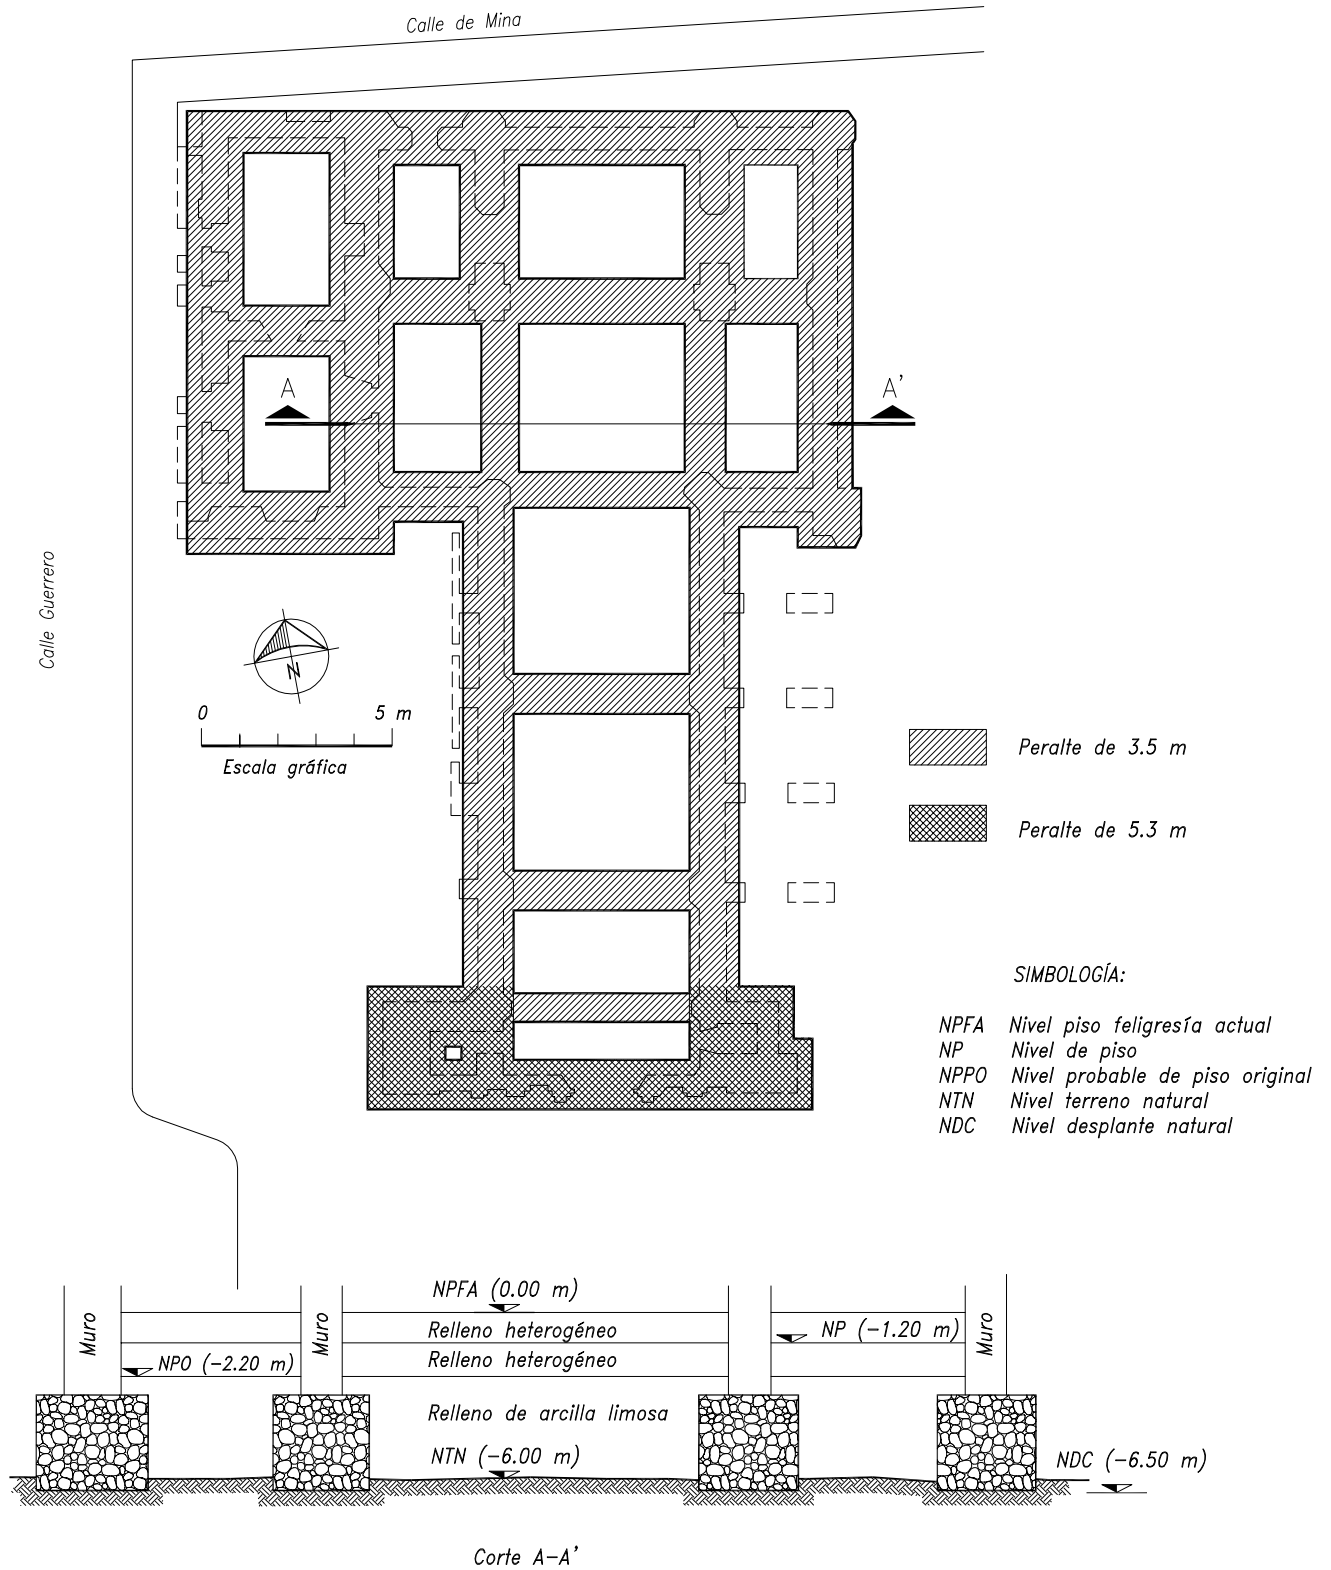 Calle de Mina
A
A'
Calle Guerrero
N
0 5 m
Escala gráfica
Peralte de 3.5 m
Peralte de 5.3 m
SIMBOLOGÍA:
NPFA Nivel piso feligresía actual
NP Nivel de piso
NPPO Nivel probable de piso original
NTN Nivel terreno natural
NDC Nivel desplante natural
NPFA (0.00 m)
Muro
Muro
Relleno heterogéneo
NP (-1.20 m)
Muro
NPO (-2.20 m)
Relleno heterogéneo
Relleno de arcilla limosa
NTN (-6.00 m)
NDC (-6.50 m)
Corte A-A'